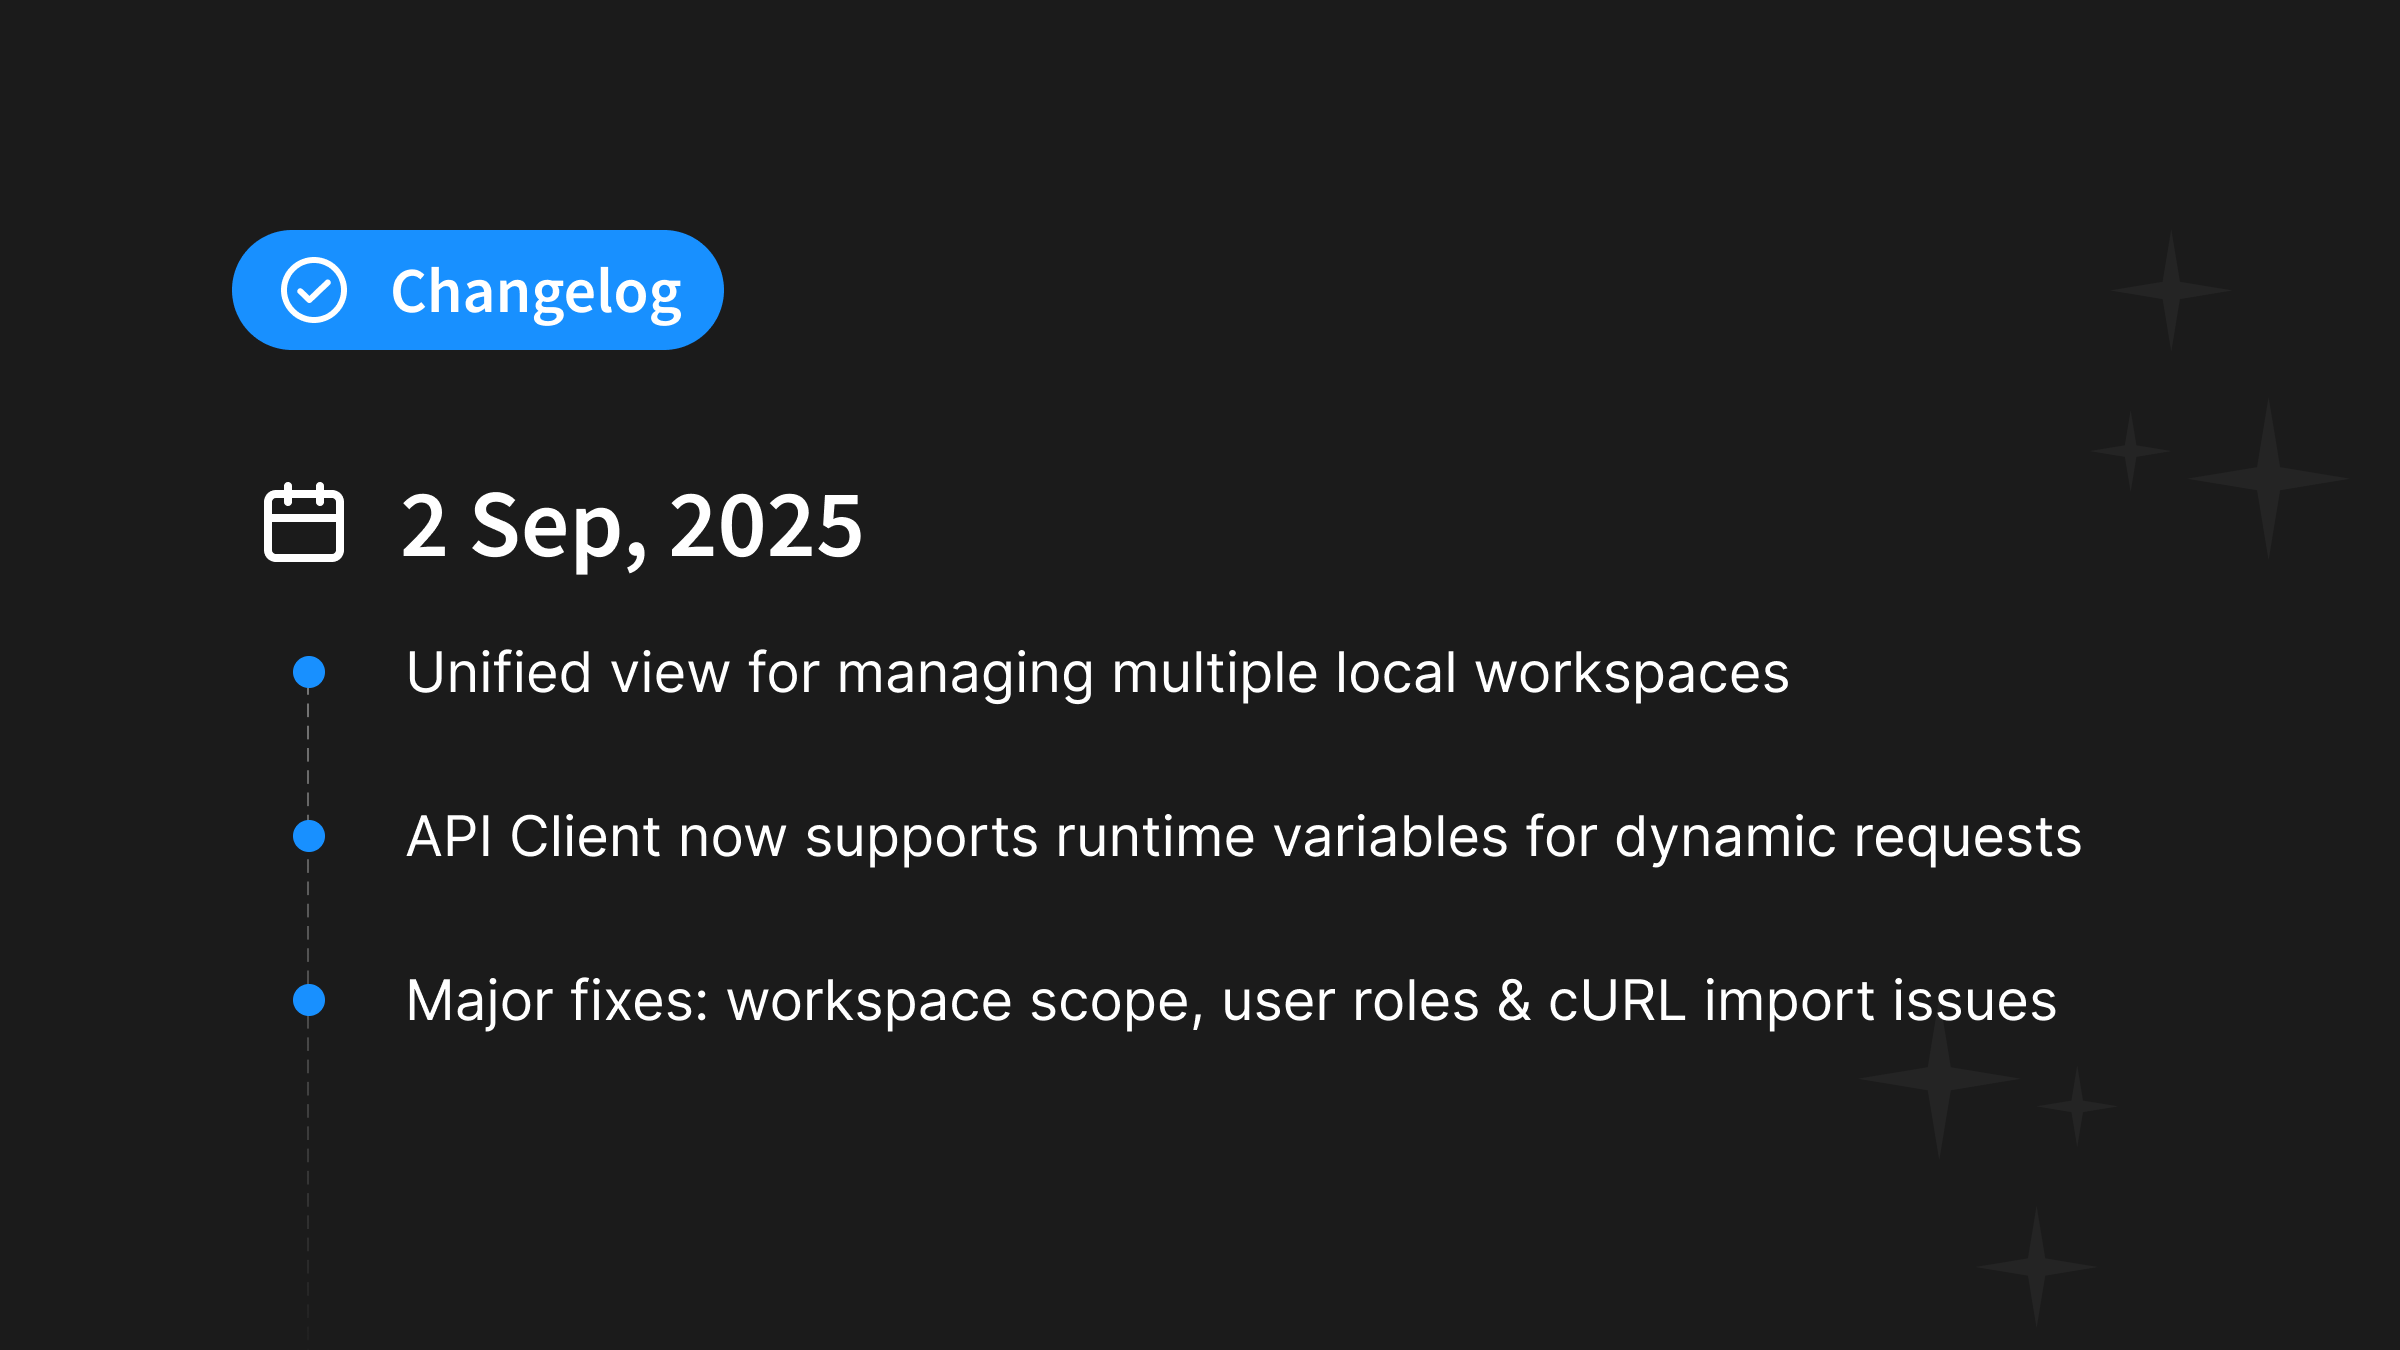 Changelog
2 Sep, 2025
Unified view for managing multiple local workspaces
API Client now supports runtime variables for dynamic requests
Major fixes: workspace scope, user roles & cURL import issues